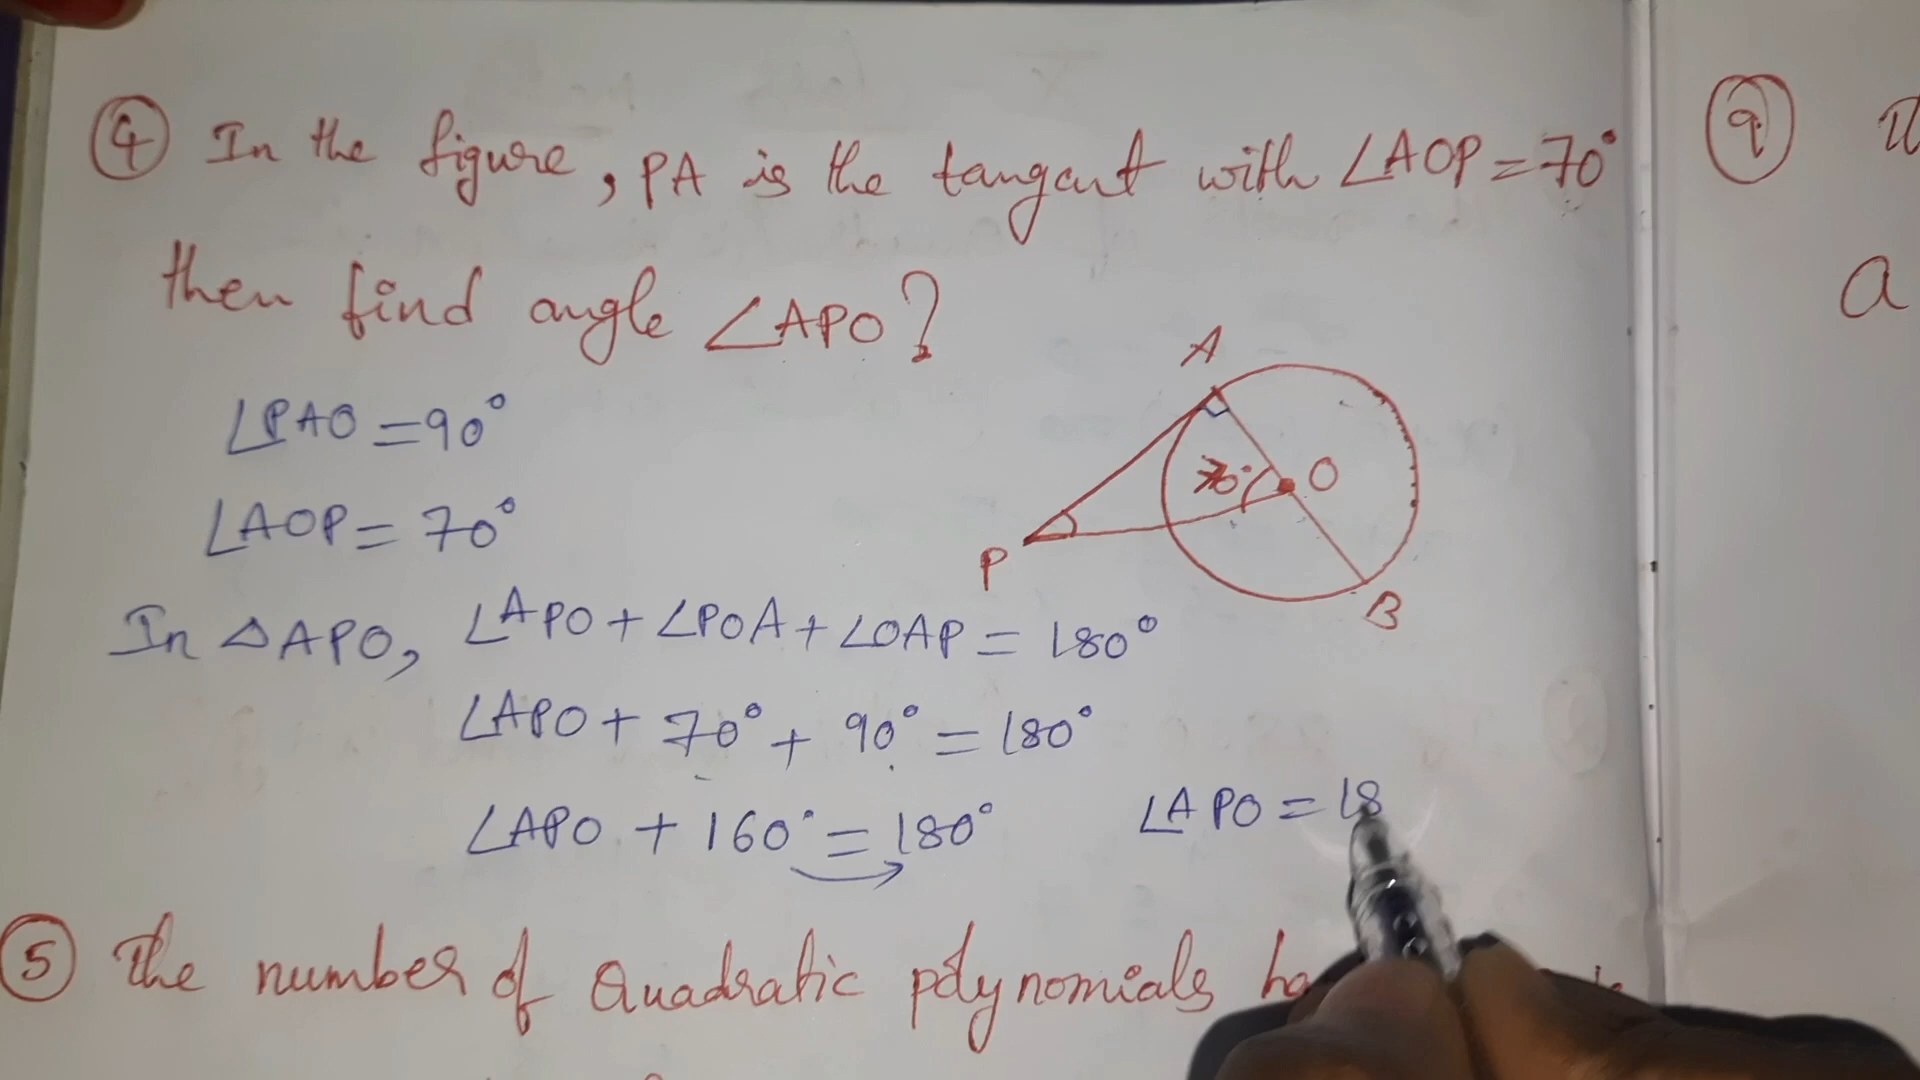 ④ In the figure, PA is the tangent with ∠AOP = 70°
then find angle ∠APO?
∠PAO = 90°
∠AOP = 70°
In △APO, ∠APO + ∠POA + ∠OAP = 180°
∠APO + 70° + 90° = 180°
∠APO + 160° = 180°
∠APO = 18
⑤ The number of Quadratic polynomials
A
70°
O
P
B
⑨
a